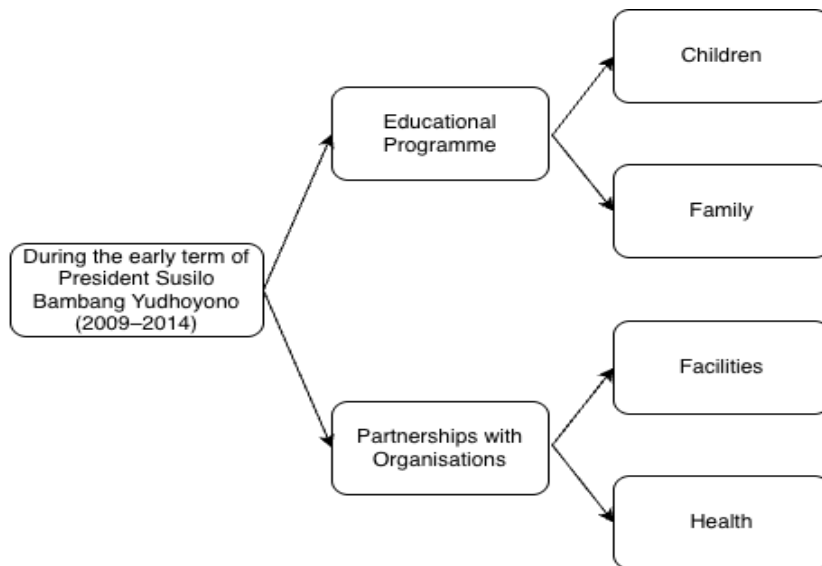 Children
Educational
Programme
Family
During the early term of
President Susilo
Bambang Yudhoyono
(2009–2014)
Facilities
Partnerships with
Organisations
Health